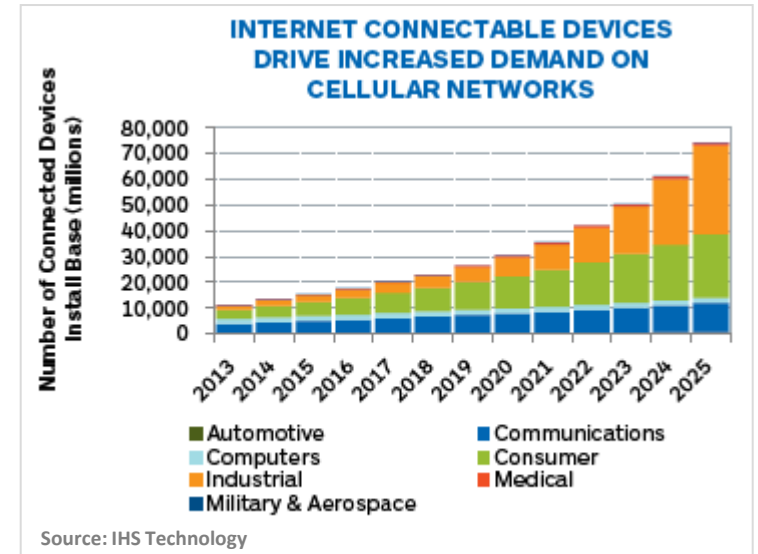 INTERNET CONNECTABLE DEVICES
DRIVE INCREASED DEMAND ON
CELLULAR NETWORKS
Number of Connected Devices
Install Base (millions)
80,000
70,000
60,000
50,000
40,000
30,000
20,000
10,000
0
2013
2014
2015
2016
2017
2018
2019
2020
2021
2022
2023
2024
2025
Automotive
Communications
Computers
Consumer
Industrial
Medical
Military & Aerospace
Source: IHS Technology